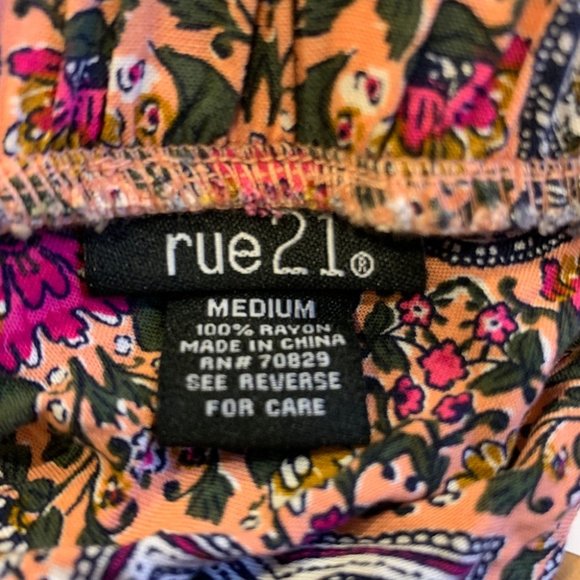 rue21®
MEDIUM
100% RAYON
MADE IN CHINA
RN# 70829
SEE REVERSE
FOR CARE